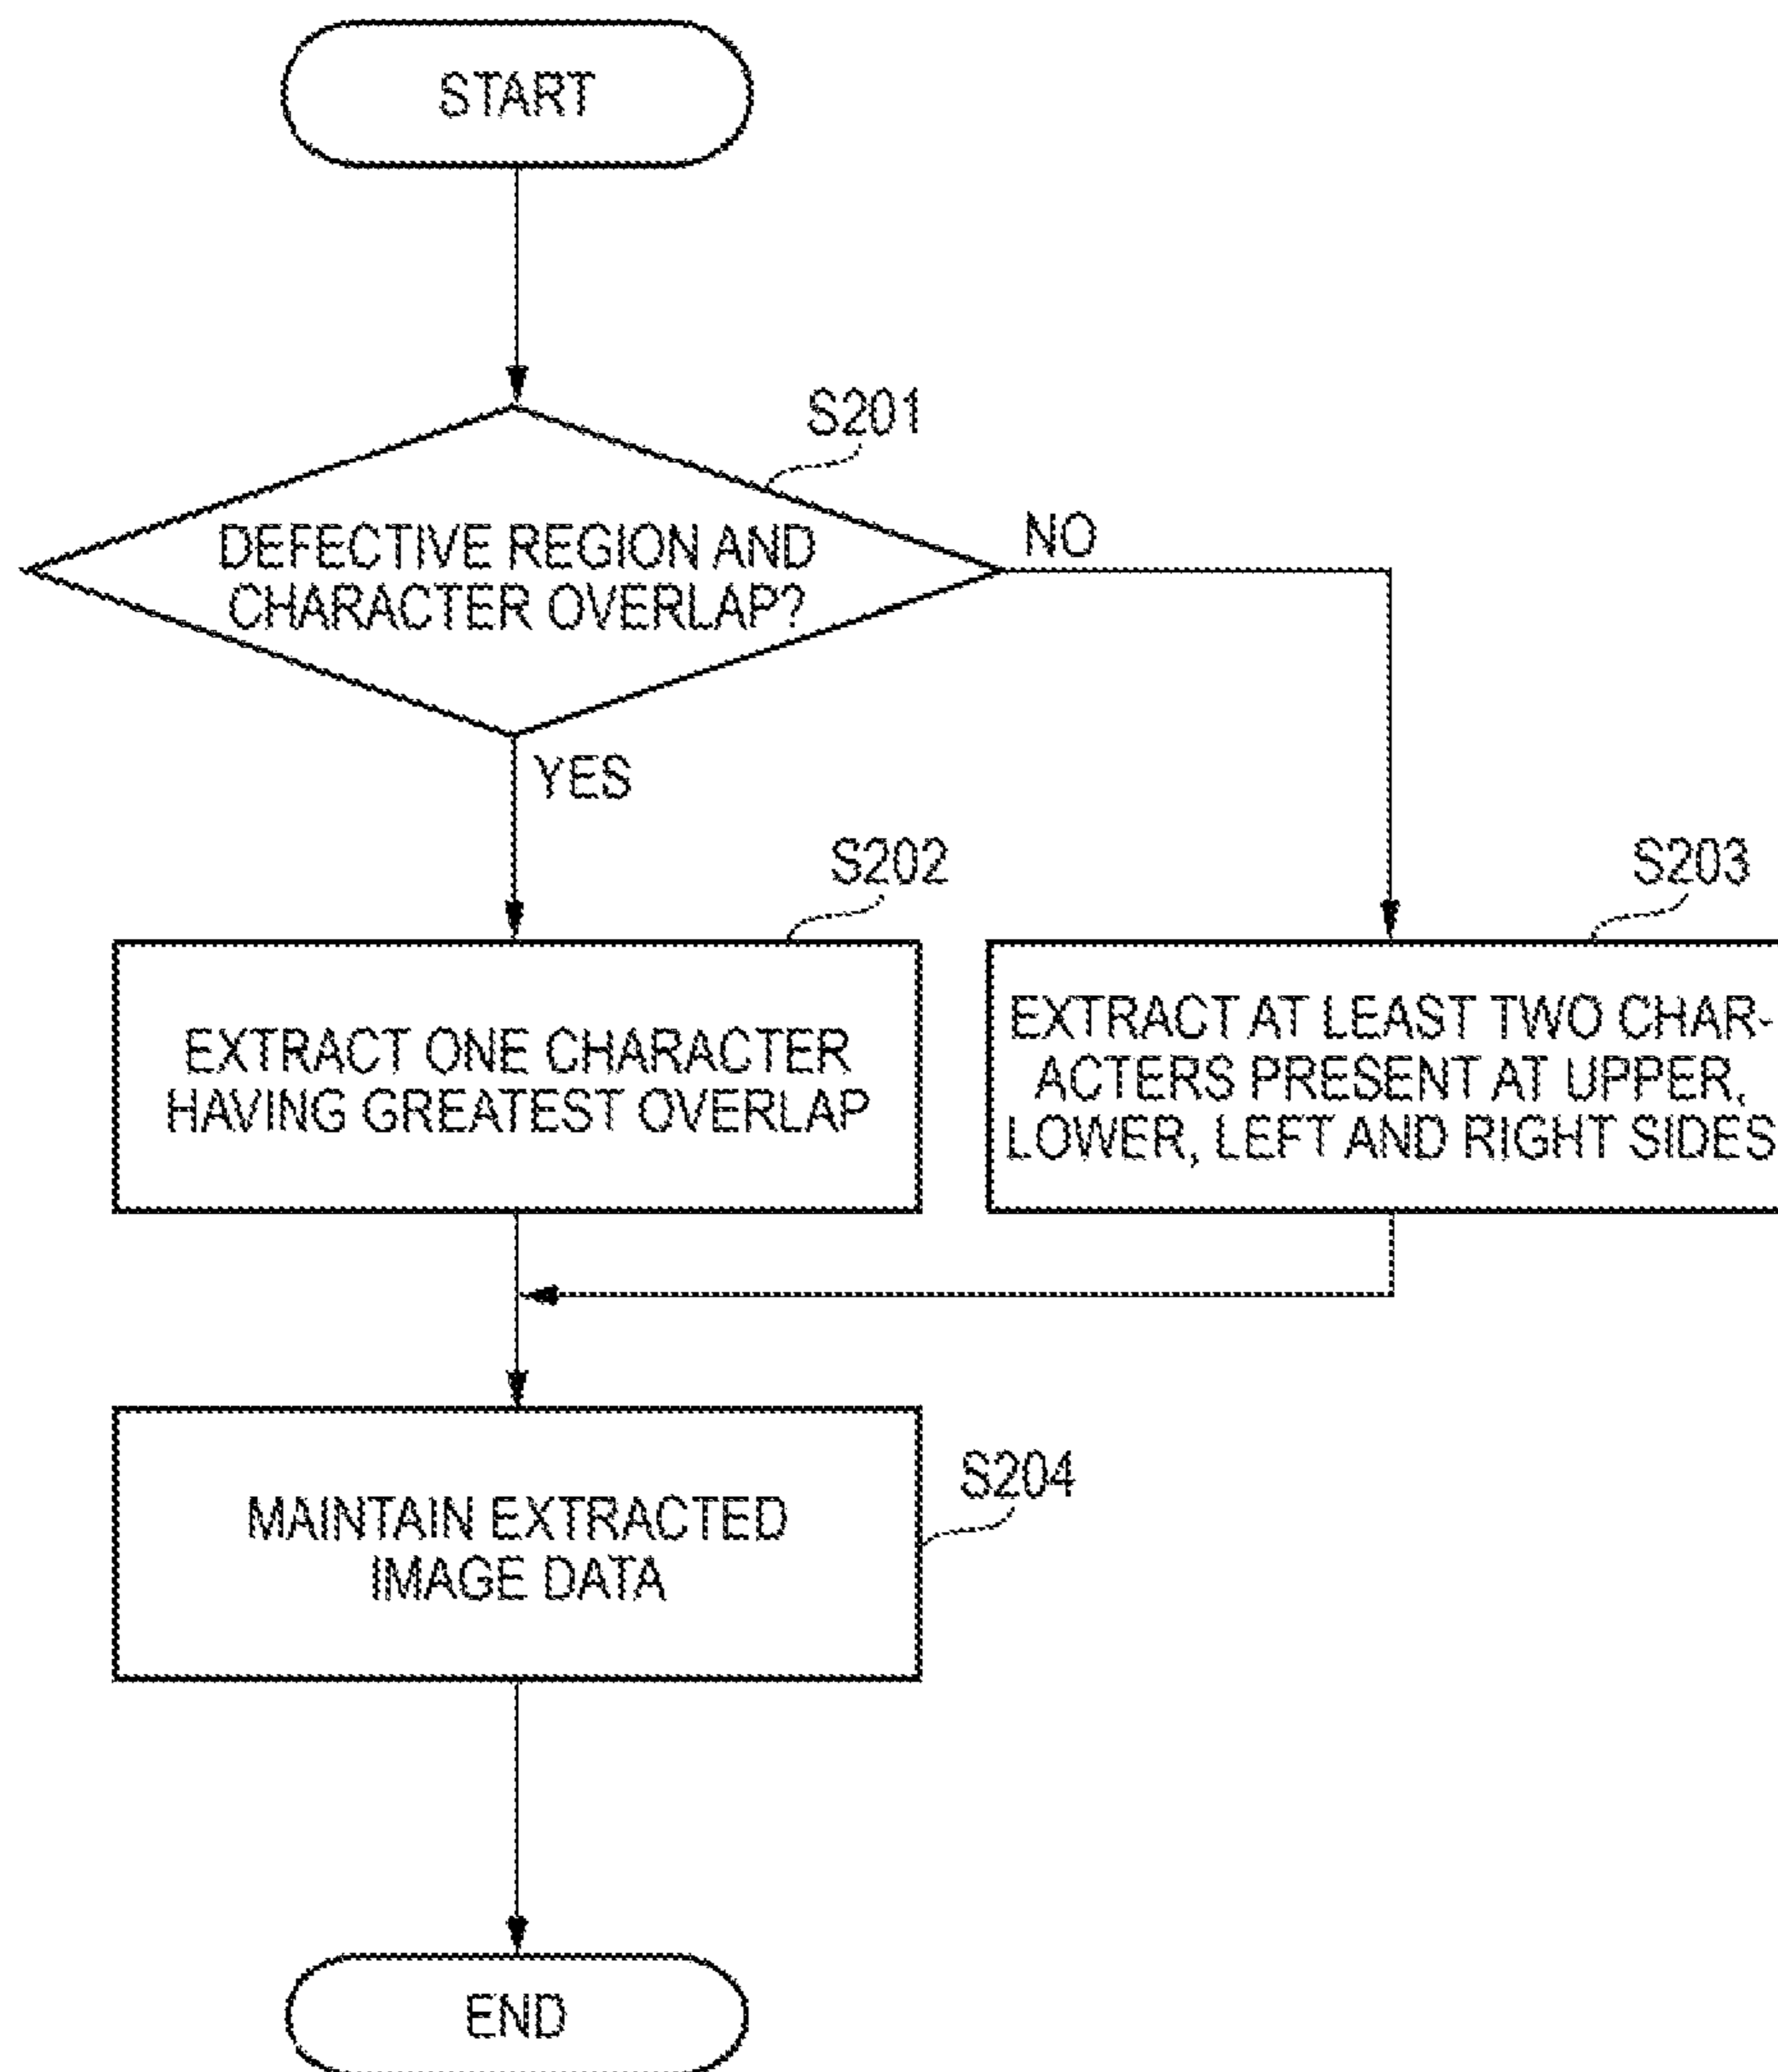 START
S201
DEFECTIVE REGION AND
CHARACTER OVERLAP?
NO
YES
S202
EXTRACT ONE CHARACTER
HAVING GREATEST OVERLAP
S203
EXTRACT AT LEAST TWO CHAR-
ACTERS PRESENT AT UPPER,
LOWER, LEFT AND RIGHT SIDES
MAINTAIN EXTRACTED
IMAGE DATA
S204
END